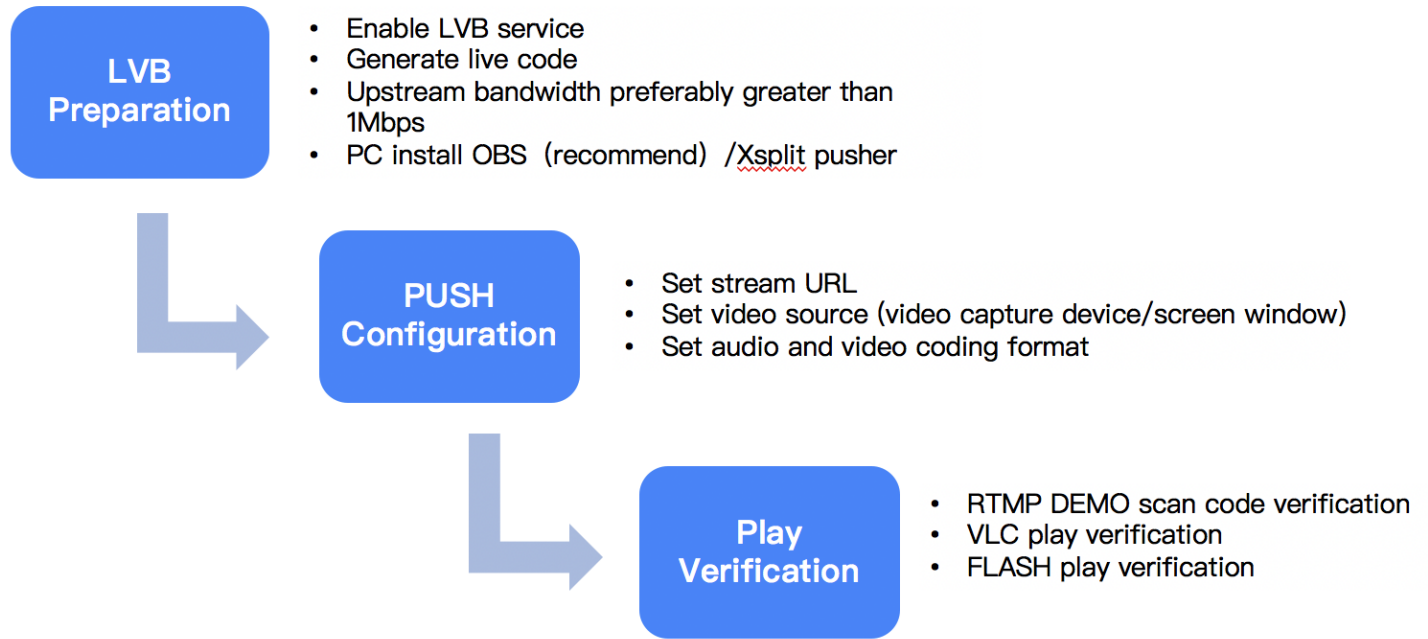 LVB
Preparation
• Enable LVB service
• Generate live code
• Upstream bandwidth preferably greater than
1Mbps
• PC install OBS（recommend）/Xsplit pusher
PUSH
Configuration
• Set stream URL
• Set video source (video capture device/screen window)
• Set audio and video coding format
Play
Verification
• RTMP DEMO scan code verification
• VLC play verification
• FLASH play verification